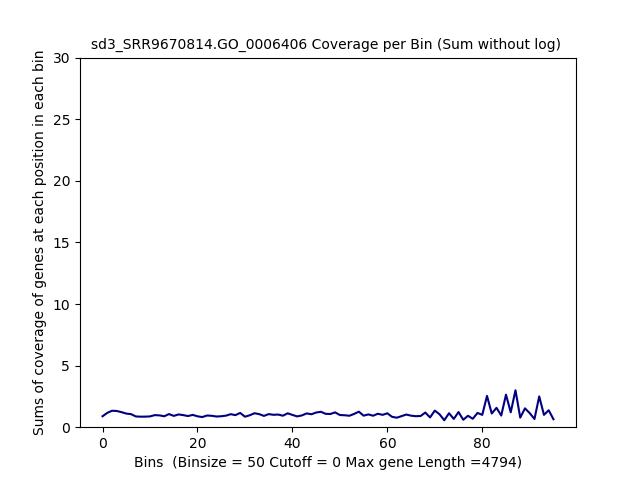 sd3_SRR9670814.GO_0006406 Coverage per Bin (Sum without log)
Sums of coverage of genes at each position in each bin
30
25
20
15
10
5
0
0 20 40 60 80
Bins  (Binsize = 50 Cutoff = 0 Max gene Length =4794)